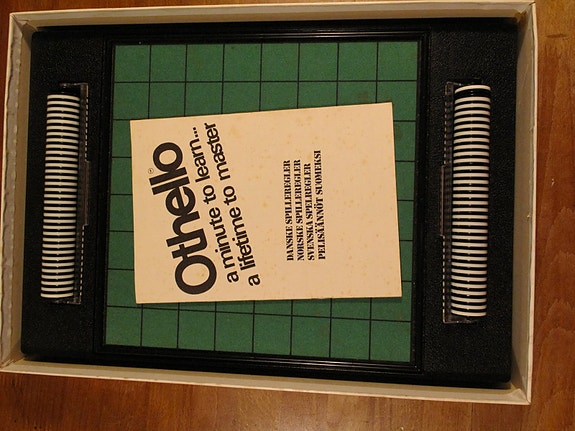 Othello®
a minute to learn...
a lifetime to master
DANSKE SPILLEREGLER
NORSKE SPILLEREGLER
SVENSKA SPELREGLER
PELISÄÄNNÖT SUOMEKSI